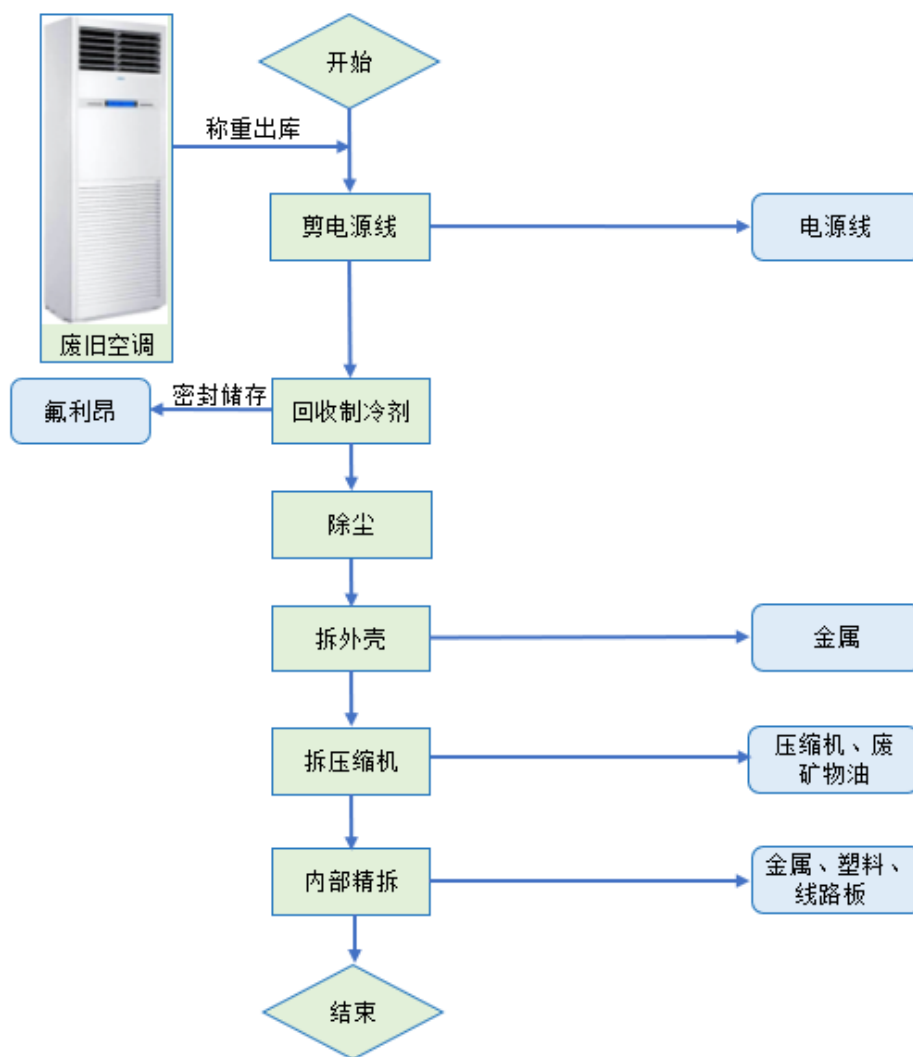 开始
称重出库
剪电源线
电源线
废旧空调
氟利昂
密封储存
回收制冷剂
除尘
拆外壳
金属
拆压缩机
压缩机、废
矿物油
内部精拆
金属、塑料、
线路板
结束